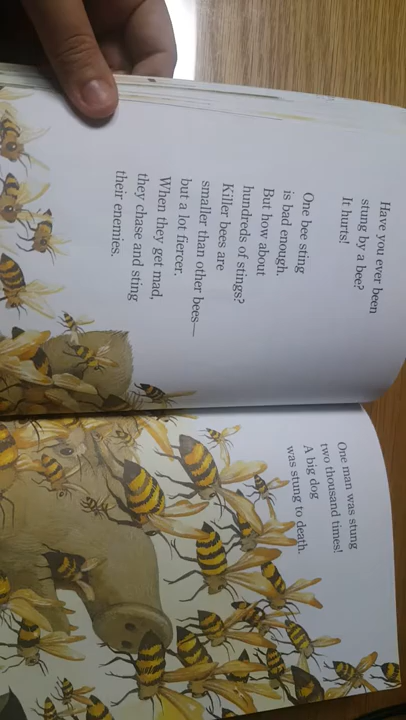 Have you ever been
stung by a bee?
It hurts!
One bee sting
is bad enough.
But how about
hundreds of stings?
Killer bees are
smaller than other bees—
but a lot fiercer.
When they get mad,
they chase and sting
their enemies.
One man was stung
two thousand times!
A big dog
was stung to death.